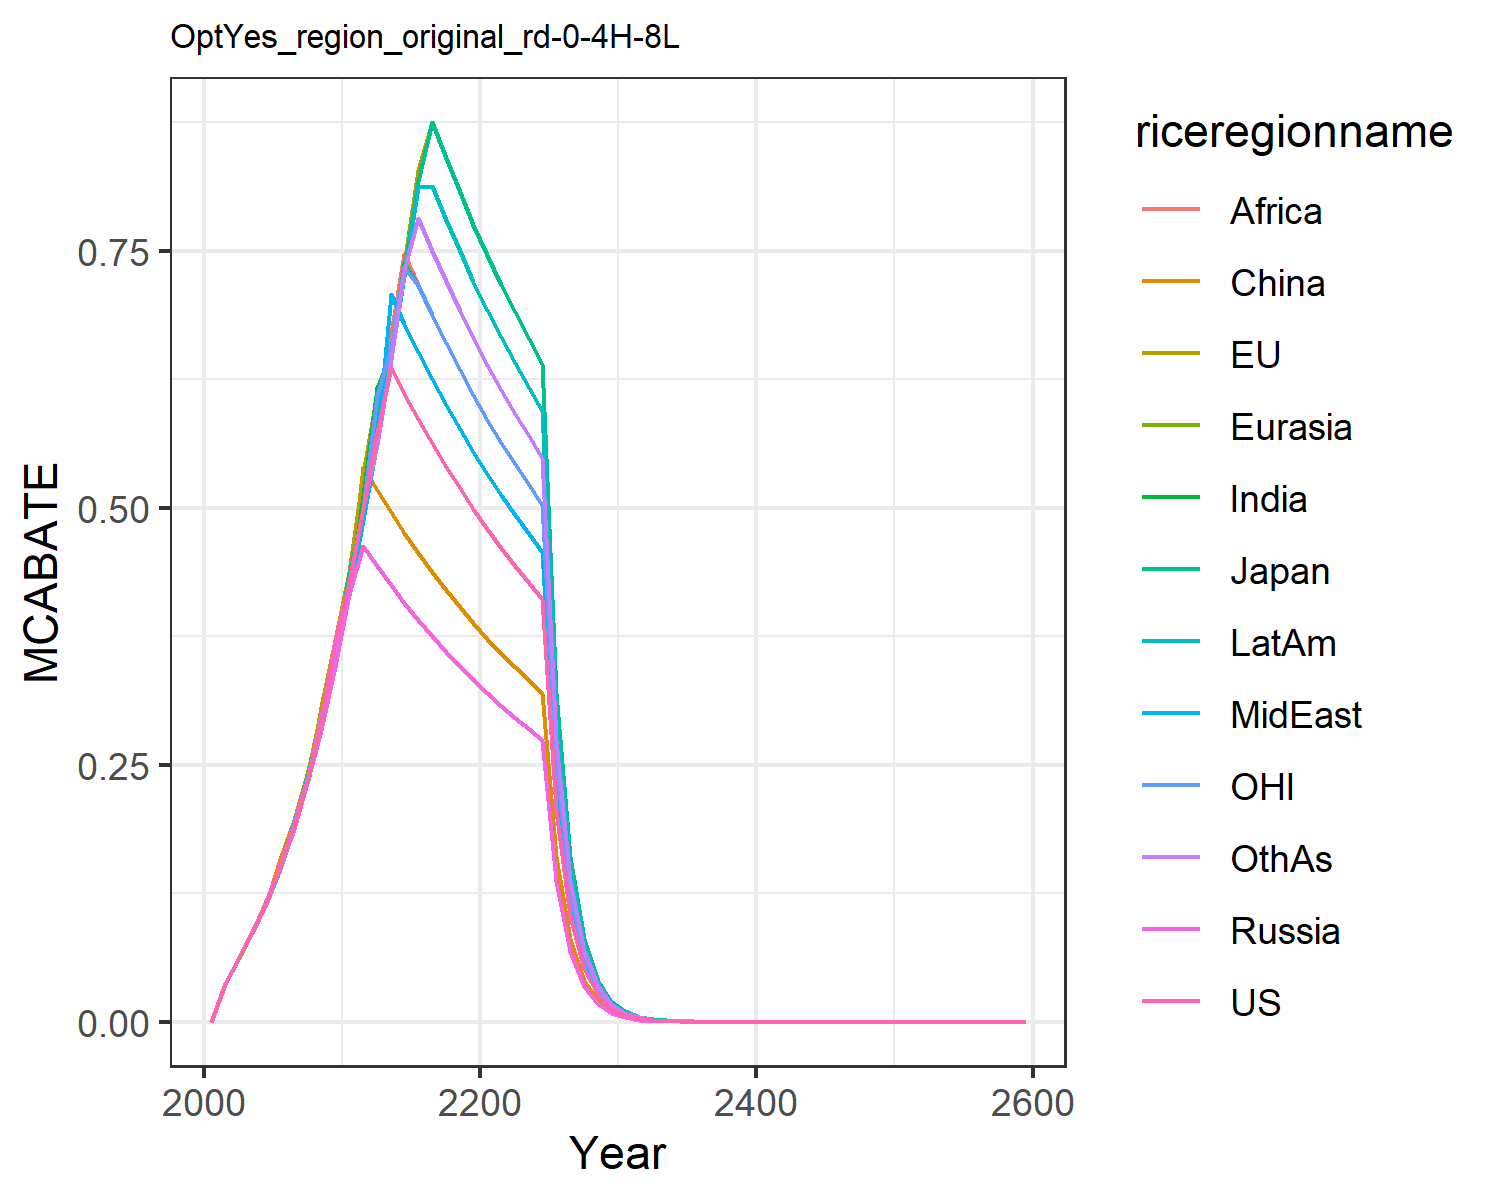 OptYes_region_original_rd-0-4H-8L
MCABATE
0.75
0.50
0.25
0.00
2000 2200 2400 2600
Year
riceregionname
Africa
China
EU
Eurasia
India
Japan
LatAm
MidEast
OHI
OthAs
Russia
US